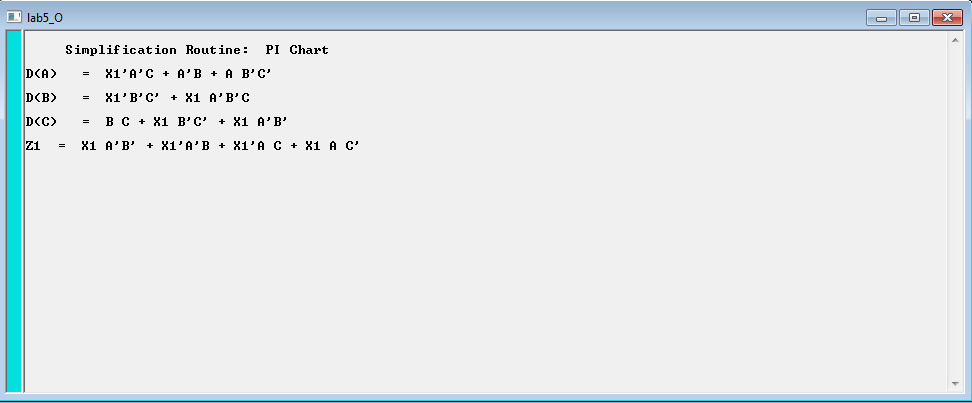 lab5_O
Simplification Routine:  PI Chart
D(A)   =  X1'A'C + A'B + A B'C'
D(B)   =  X1'B'C' + X1 A'B'C
D(C)   =  B C + X1 B'C' + X1 A'B'
Z1  =  X1 A'B' + X1'A'B + X1'A C + X1 A C'